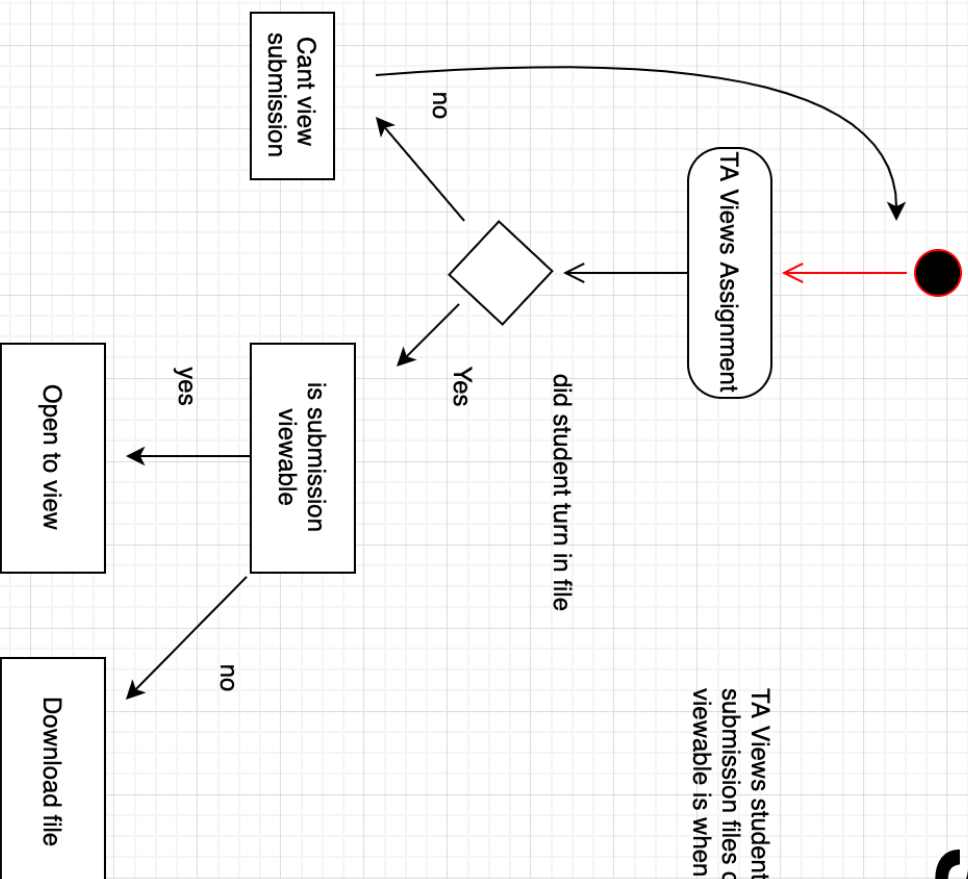 TA Views student
submission files
viewable is when
TA Views Assignment
did student turn in file
no
Yes
Cant view
submission
is submission
viewable
yes
no
Open to view
Download file